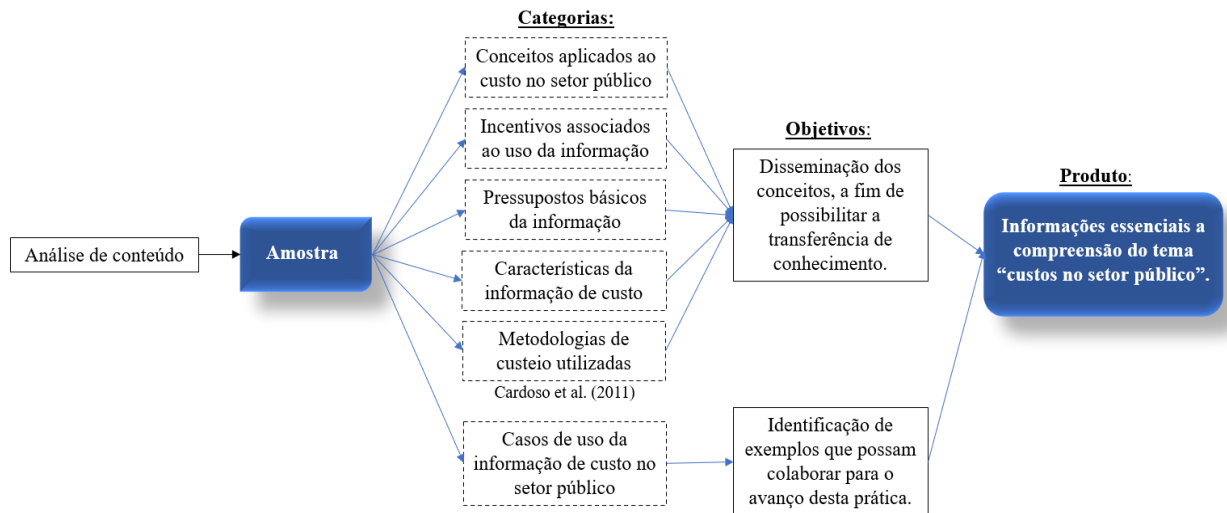 Análise de conteúdo
Amostra
Categorias:
Conceitos aplicados ao
custo no setor público
Incentivos associados
ao uso da informação
Pressupostos básicos
da informação
Características da
informação de custo
Metodologias de
custeio utilizadas
Cardoso et al. (2011)
Casos de uso da
informação de custo no
setor público
Objetivos:
Disseminação dos
conceitos, a fim de
possibilitar a
transferência de
conhecimento.
Identificação de
exemplos que possam
colaborar para o
avanço desta prática.
Produto:
Informações essenciais a
compreensão do tema
“custos no setor público”.